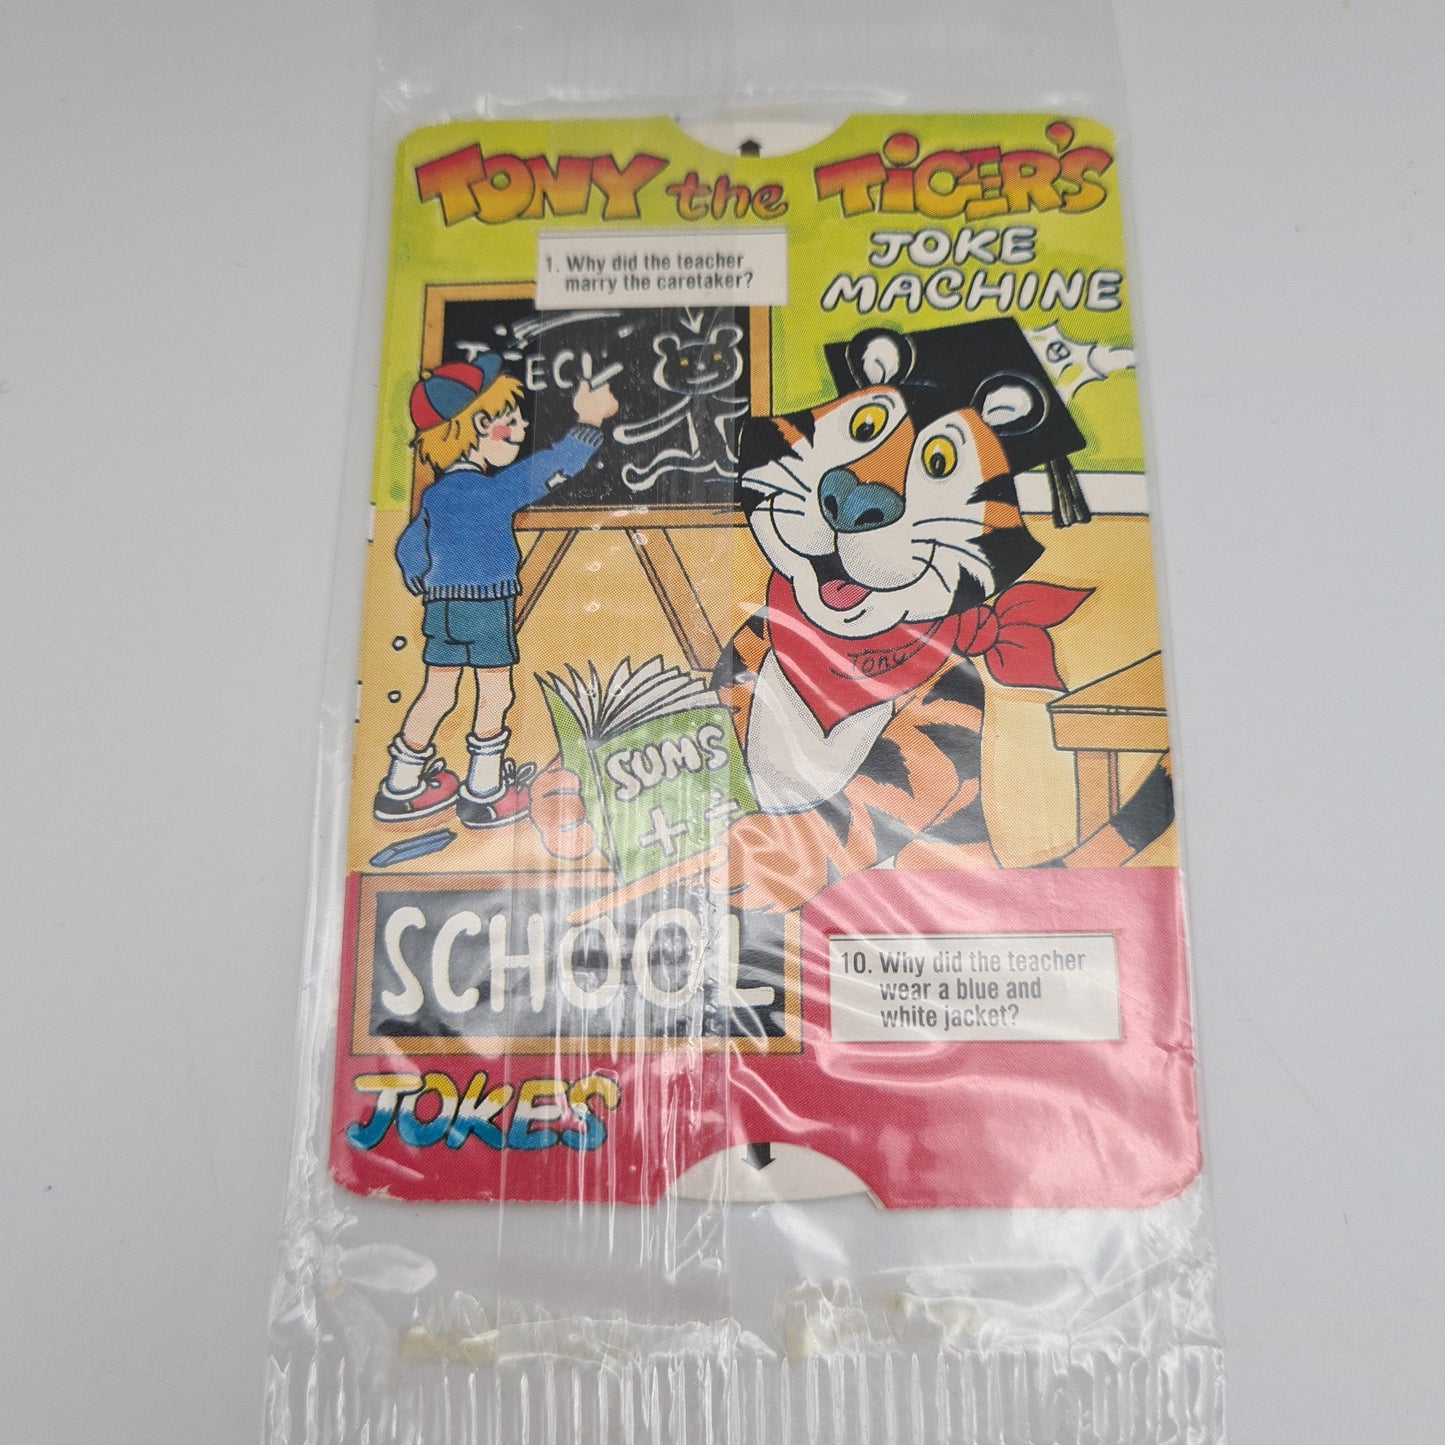 TONY the TiGER'S
JOKE
MACHINE
1. Why did the teacher
marry the caretaker?
Tony
SUMS
+ ÷
SCHOOL
10. Why did the teacher
wear a blue and
white jacket?
JOKES